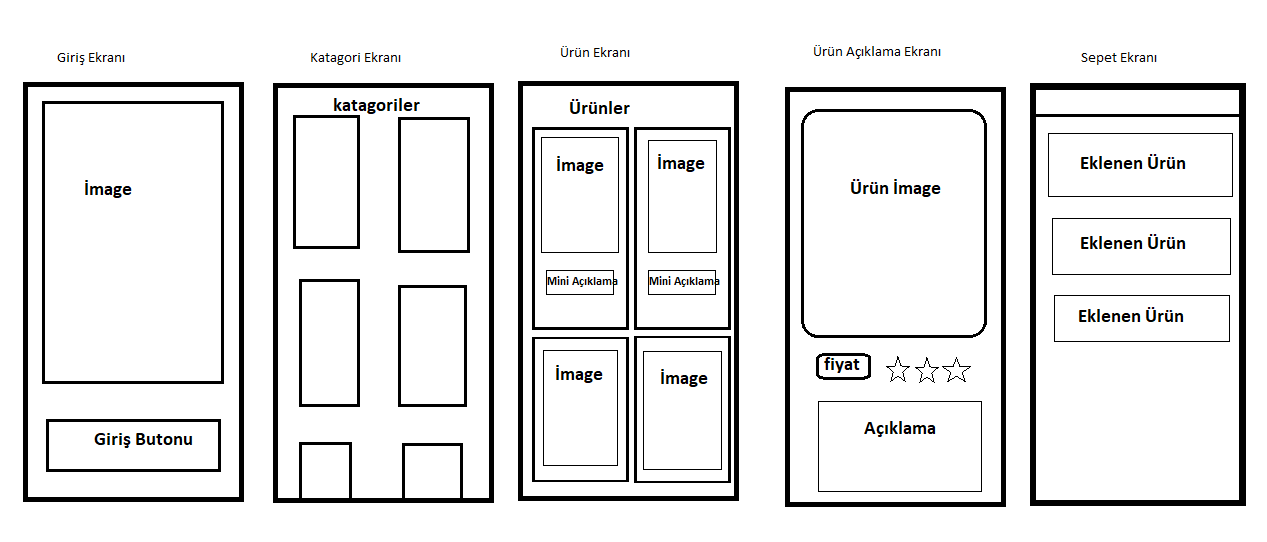 Giriş Ekranı
İmage
Giriş Butonu
Katagori Ekranı
katagoriler
Ürün Ekranı
Ürünler
İmage
İmage
Mini Açıklama
Mini Açıklama
İmage
İmage
Ürün Açıklama Ekranı
Ürün İmage
fiyat
Açıklama
Sepet Ekranı
Eklenen Ürün
Eklenen Ürün
Eklenen Ürün